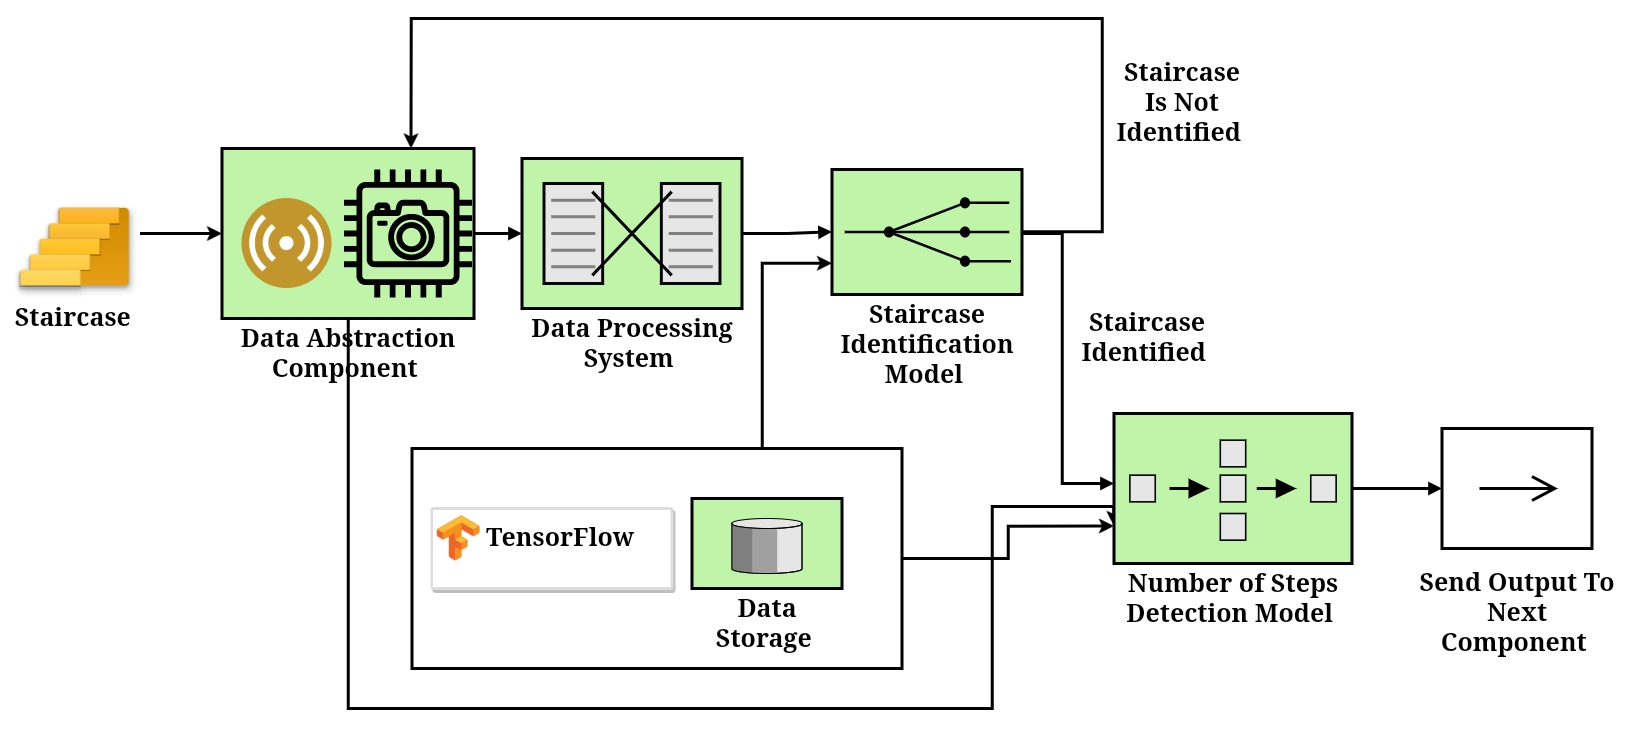 Staircase
Is Not
Identified
Staircase
Data Abstraction
Component
Data Processing
System
Staircase
Identification
Model
Staircase
Identified
TensorFlow
Data
Storage
Number of Steps
Detection Model
Send Output To
Next
Component